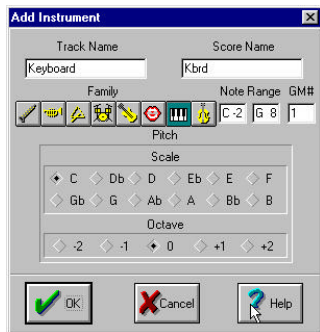 Add Instrument
Track Name Score Name
Keyboard Kbrd
Family Note Range GM#
C -2 G 8 1
Pitch
Scale
C Db D Eb E F
Gb G Ab A Bb B
Octave
-2 -1 0 +1 +2
OK Cancel Help